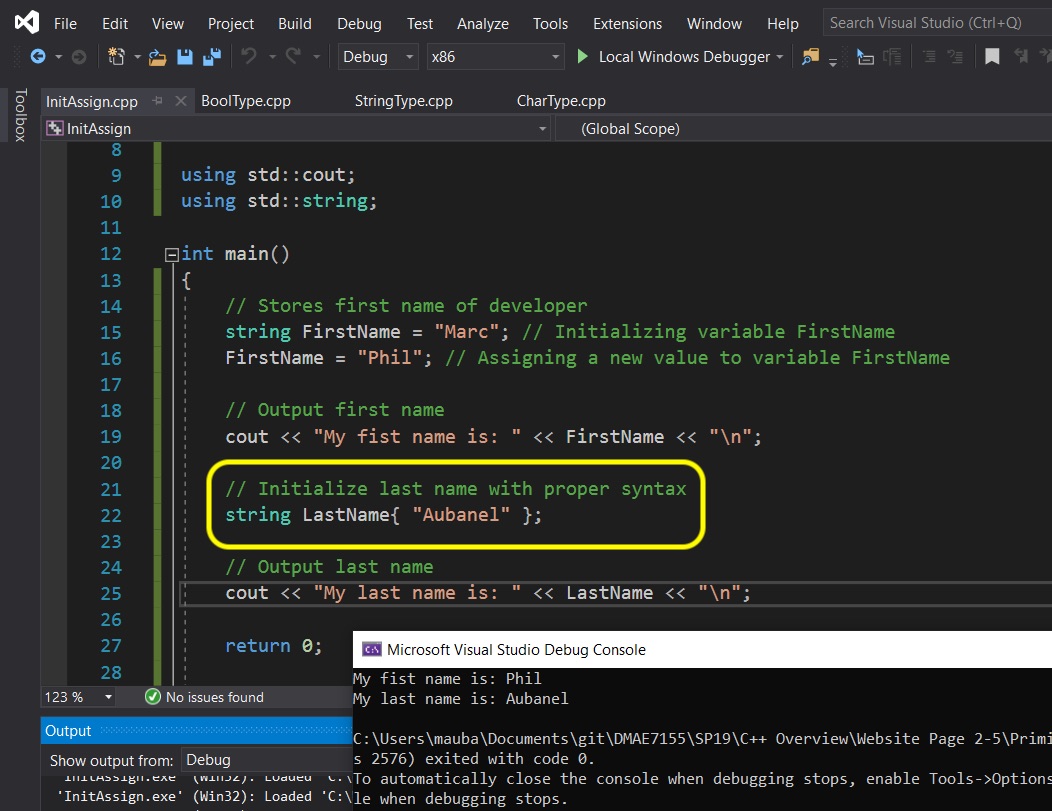 File Edit View Project Build Debug Test Analyze Tools Extensions Window Help Search Visual Studio (Ctrl+Q)
Debug x86 Local Windows Debugger
Toolbox
InitAssign.cpp BoolType.cpp StringType.cpp CharType.cpp
InitAssign (Global Scope)
8
9 using std::cout;
10 using std::string;
11
12 int main()
13 {
14 // Stores first name of developer
15 string FirstName = "Marc"; // Initializing variable FirstName
16 FirstName = "Phil"; // Assigning a new value to variable FirstName
17
18 // Output first name
19 cout << "My fist name is: " << FirstName << "\n";
20
21 // Initialize last name with proper syntax
22 string LastName{ "Aubanel" };
23
24 // Output last name
25 cout << "My last name is: " << LastName << "\n";
26
27 return 0;
28
123 % No issues found
Output
Show output from: Debug
'InitAssign.exe' (Win32): Loaded 'C:\
'InitAssign.exe' (Win32): Loaded 'C:\
C:\ Microsoft Visual Studio Debug Console
My fist name is: Phil
My last name is: Aubanel
C:\Users\mauba\Documents\git\DMAE7155\SP19\C++ Overview\Website Page 2-5\Primi
s 2576) exited with code 0.
To automatically close the console when debugging stops, enable Tools->Options
le when debugging stops.